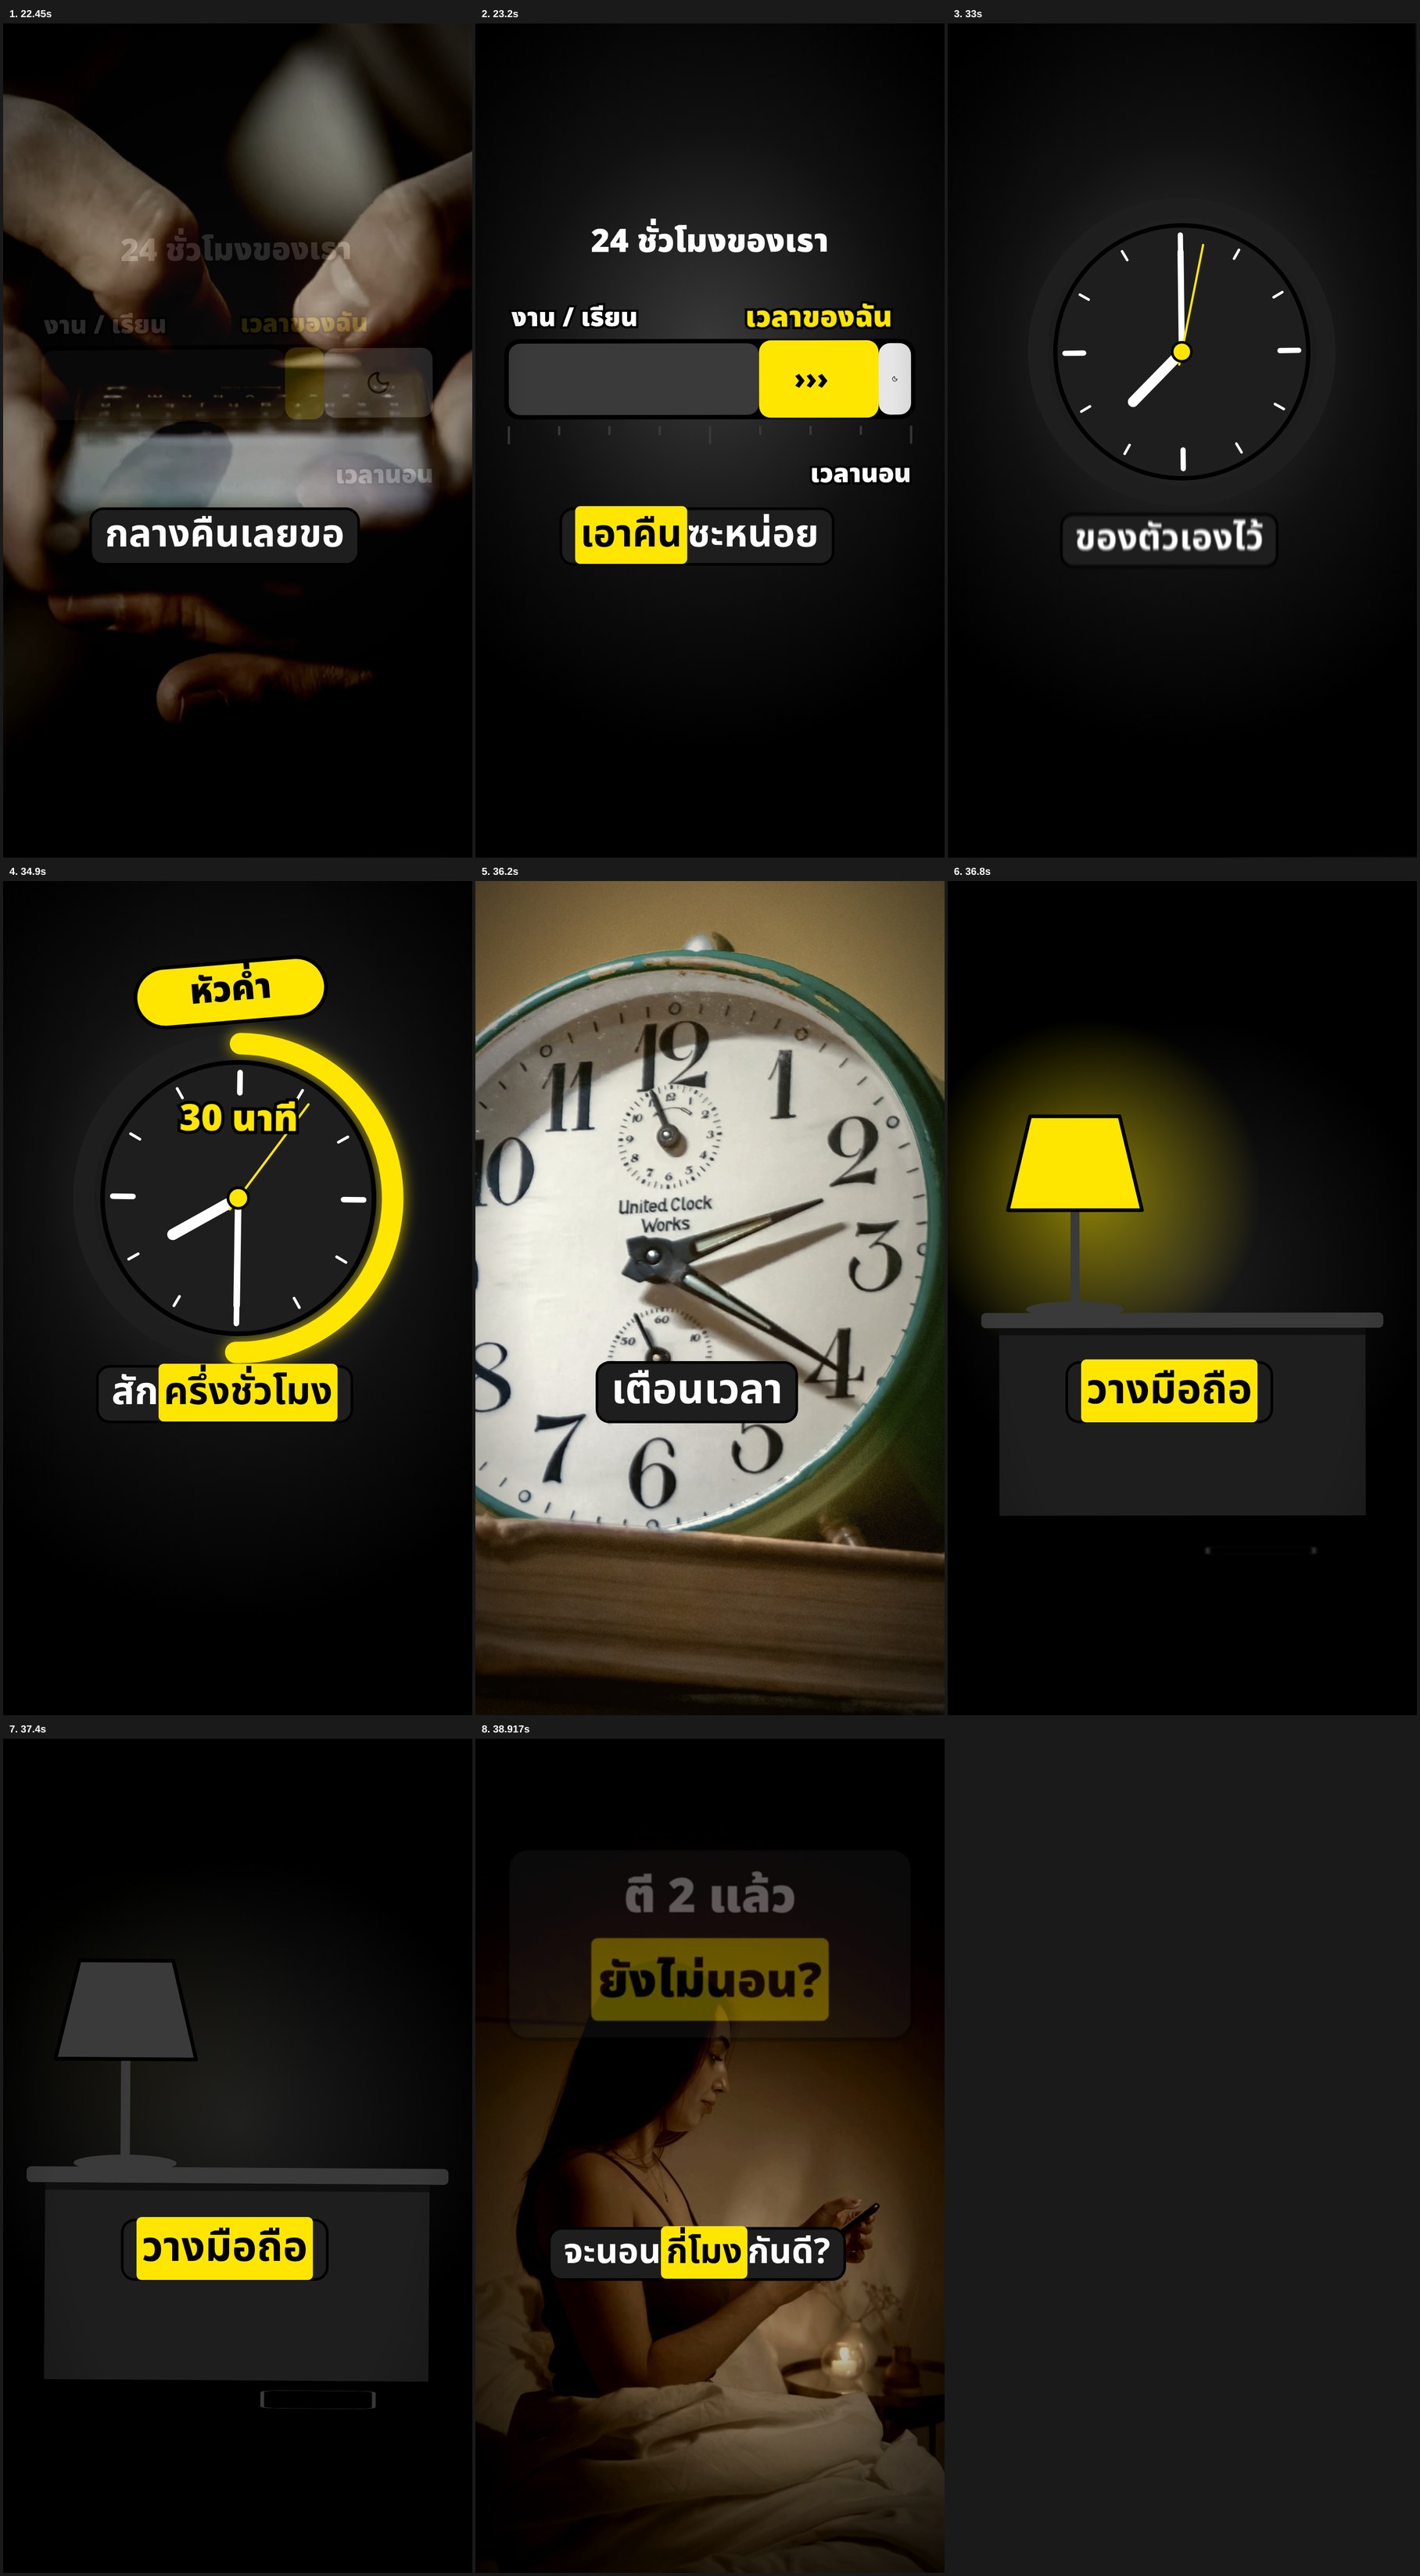 1. 22.45s
24 ชั่วโมงของเรา
งาน / เรียน
เวลาของฉัน
เวลานอน
กลางคืนเลยขอ
2. 23.2s
24 ชั่วโมงของเรา
งาน / เรียน
เวลาของฉัน
›››
เวลานอน
เอาคืนซะหน่อย
3. 33s
ของตัวเองไว้
4. 34.9s
หัวค่ำ
30 นาที
สักครึ่งชั่วโมง
5. 36.2s
12
11
1
10
2
3
4
8
7
5
6
United Clock
Works
60
50
10
เตือนเวลา
6. 36.8s
วางมือถือ
7. 37.4s
วางมือถือ
8. 38.917s
ตี 2 แล้ว
ยังไม่นอน?
จะนอนกี่โมงกันดี?